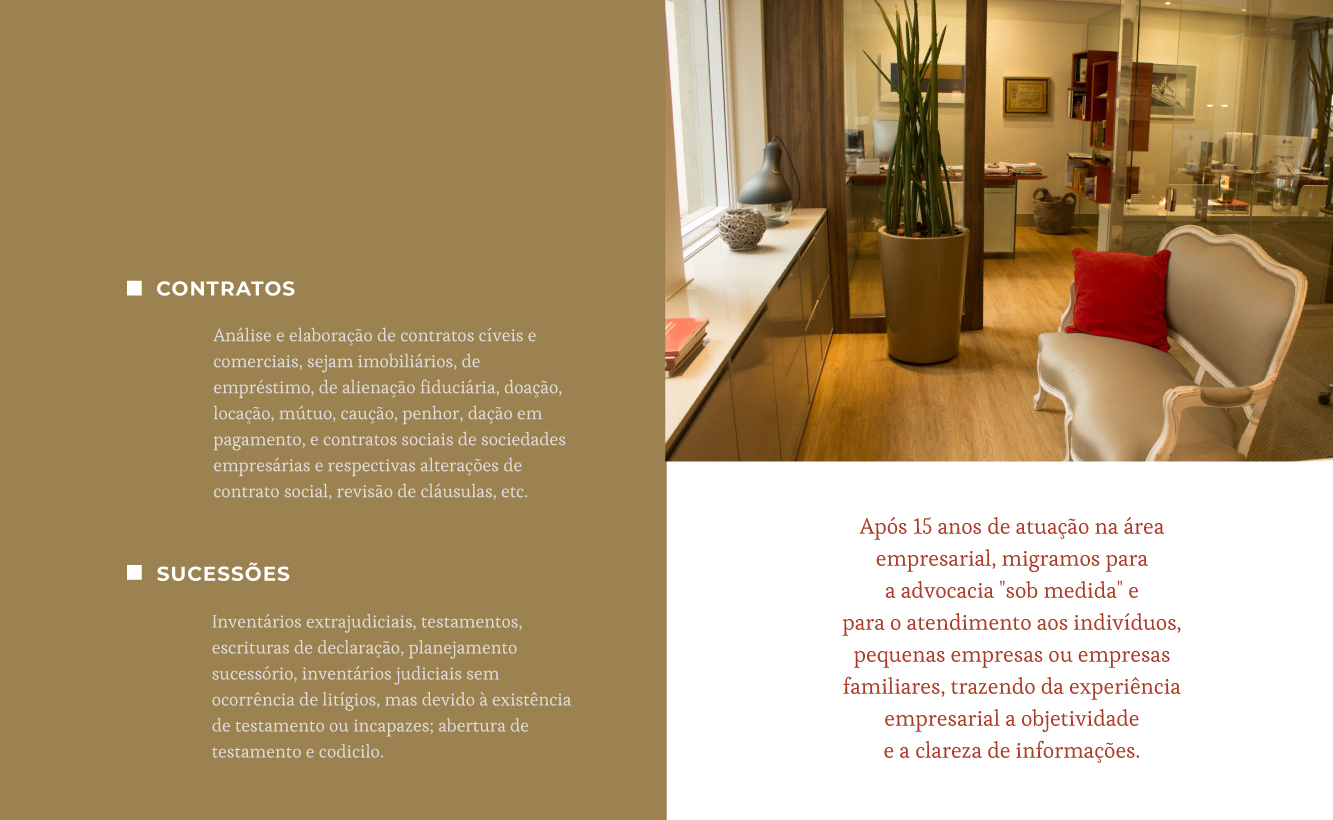 CONTRATOS
Análise e elaboração de contratos cíveis e
comerciais, sejam imobiliários, de
empréstimo, de alienação fiduciária, doação,
locação, mútuo, caução, penhor, dação em
pagamento, e contratos sociais de sociedades
empresárias e respectivas alterações de
contrato social, revisão de cláusulas, etc.
SUCESSÕES
Inventários extrajudiciais, testamentos,
escrituras de declaração, planejamento
sucessório, inventários judiciais sem
ocorrência de litígios, mas devido à existência
de testamento ou incapazes; abertura de
testamento e codicilo.
Após 15 anos de atuação na área
empresarial, migramos para
a advocacia "sob medida" e
para o atendimento aos indivíduos,
pequenas empresas ou empresas
familiares, trazendo da experiência
empresarial a objetividade
e a clareza de informações.